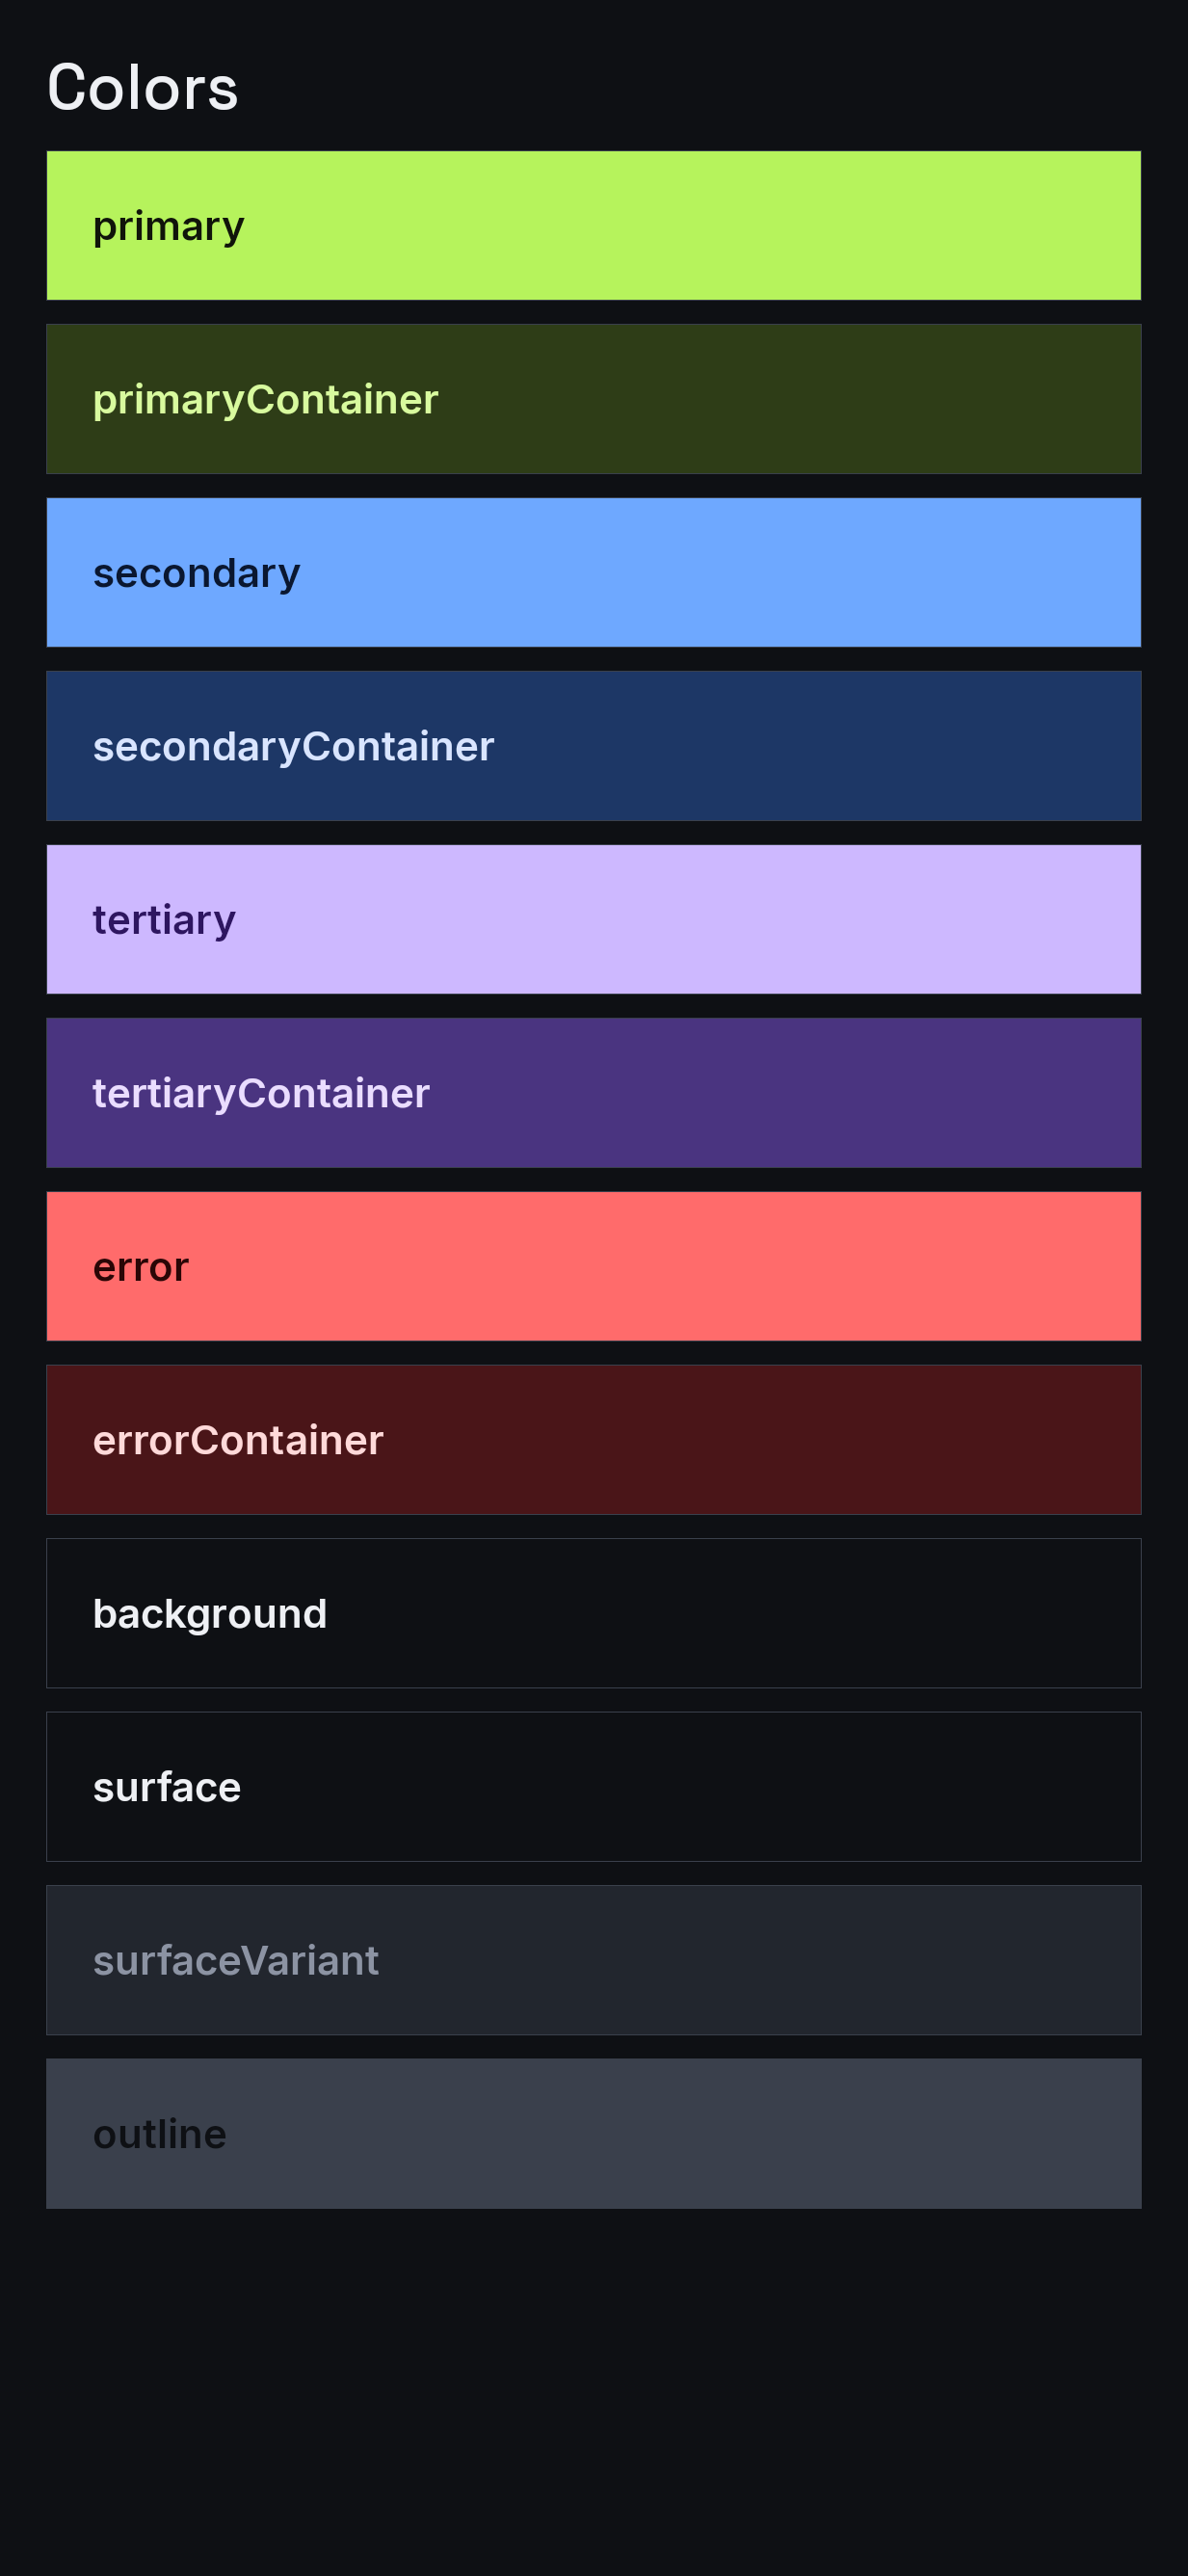 Colors
primary
primaryContainer
secondary
secondaryContainer
tertiary
tertiaryContainer
error
errorContainer
background
surface
surfaceVariant
outline